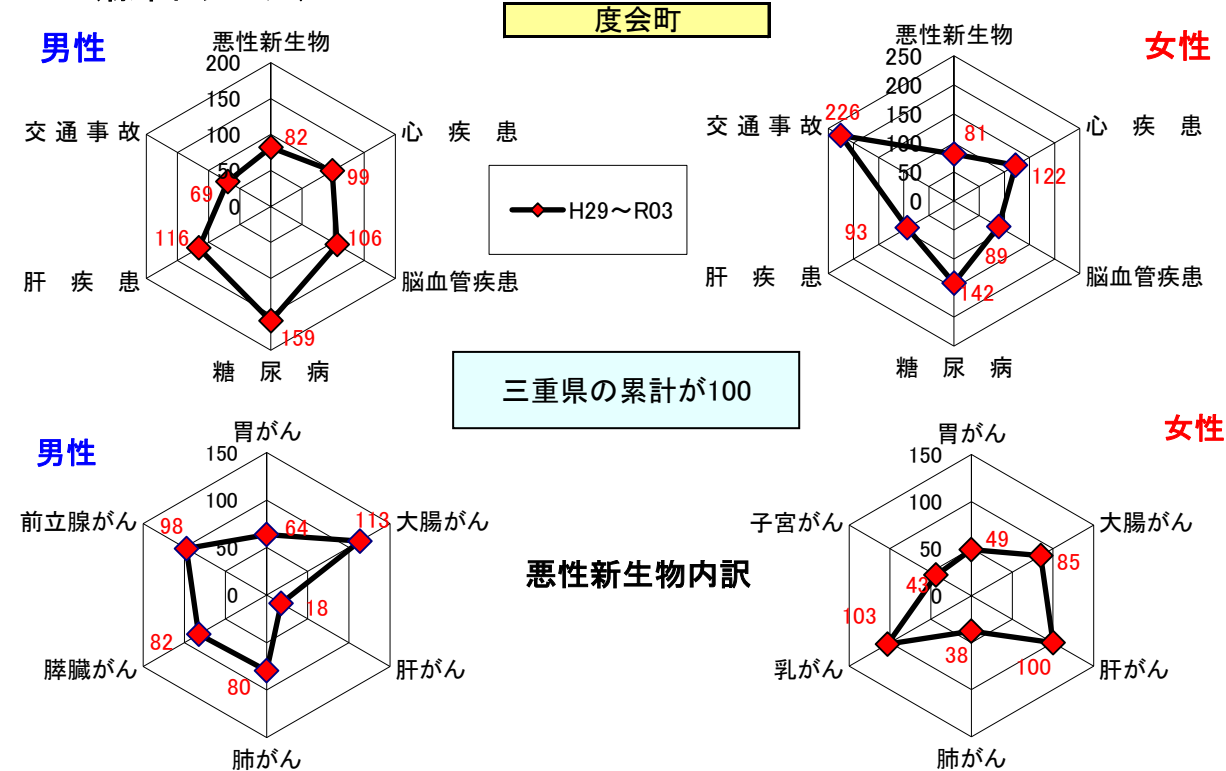 度会町
男性
悪性新生物
200
150
100
50
0
心 疾 患
脳血管疾患
糖 尿 病
肝 疾 患
交 通 事 故
82
99
106
159
116
69
女性
悪性新生物
250
200
150
100
50
0
心 疾 患
脳血管疾患
糖 尿 病
肝 疾 患
交 通 事 故
81
122
89
142
93
226
H29～R03
三重県の累計が100
男性
胃がん
150
100
50
0
大腸がん
肝がん
肺がん
膵臓がん
前立腺がん
64
113
18
80
82
98
悪性新生物内訳
女性
胃がん
150
100
50
0
大腸がん
肝がん
肺がん
乳がん
子宮がん
49
85
100
38
103
43